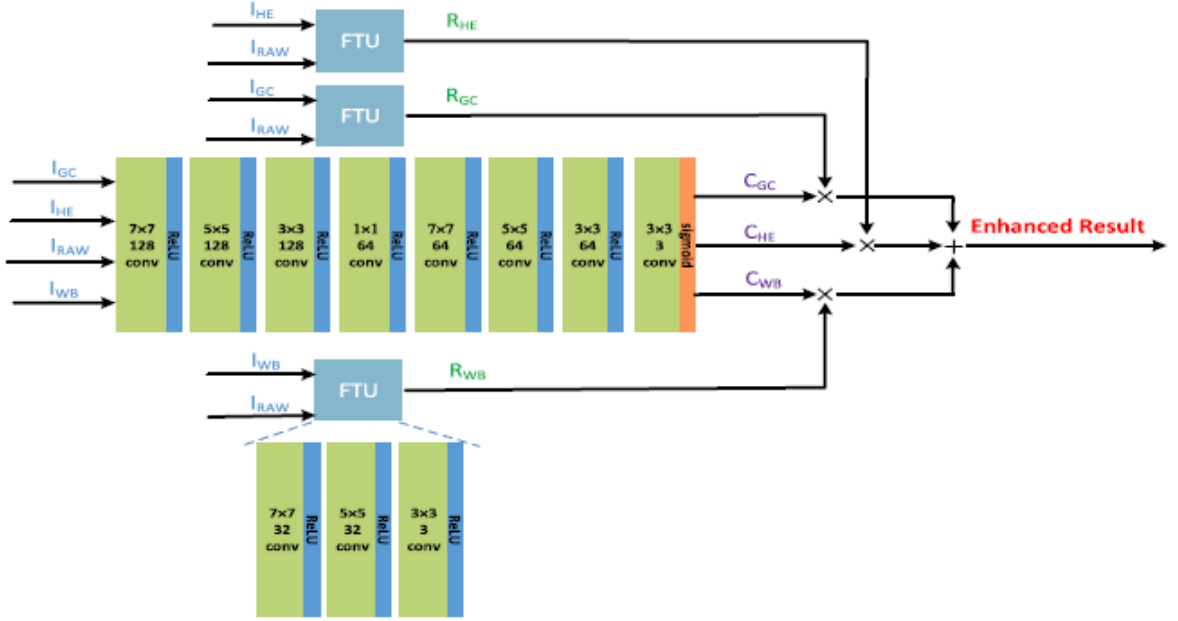 I_HE
I_RAW
FTU
R_HE
I_GC
I_RAW
FTU
R_GC
I_GC
I_HE
I_RAW
I_WB
7×7
128
conv
ReLU
5×5
128
conv
ReLU
3×3
128
conv
ReLU
1×1
64
conv
ReLU
7×7
64
conv
ReLU
5×5
64
conv
ReLU
3×3
64
conv
ReLU
3×3
3
conv
sigmoid
C_GC
×
C_HE
×
+
Enhanced Result
C_WB
×
I_WB
I_RAW
FTU
R_WB
7×7
32
conv
ReLU
5×5
32
conv
ReLU
3×3
3
conv
ReLU